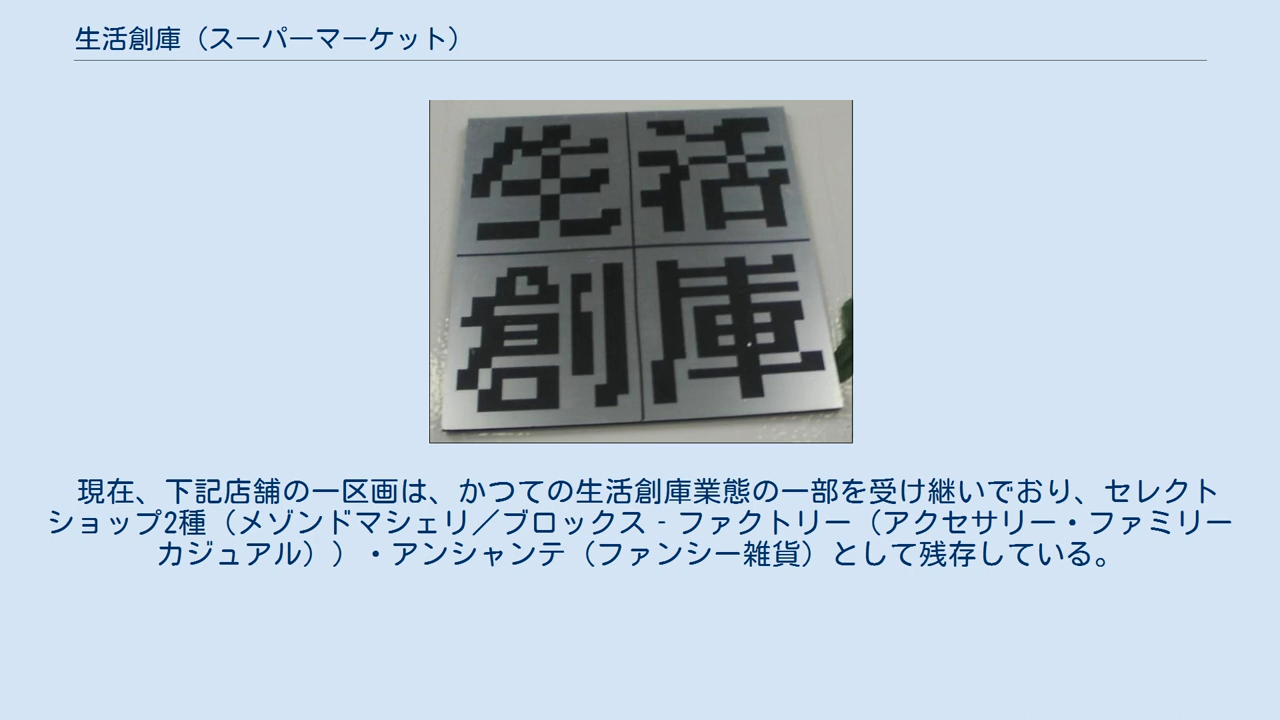 生活創庫（スーパーマーケット）
生活
創庫
現在、下記店舗の一区画は、かつての生活創庫業態の一部を受け継いでおり、セレクト
ショップ2種（メゾンドマシェリ／ブロックス‐ファクトリー（アクセサリー・ファミリー
カジュアル））・アンシャンテ（ファンシー雑貨）として残存している。